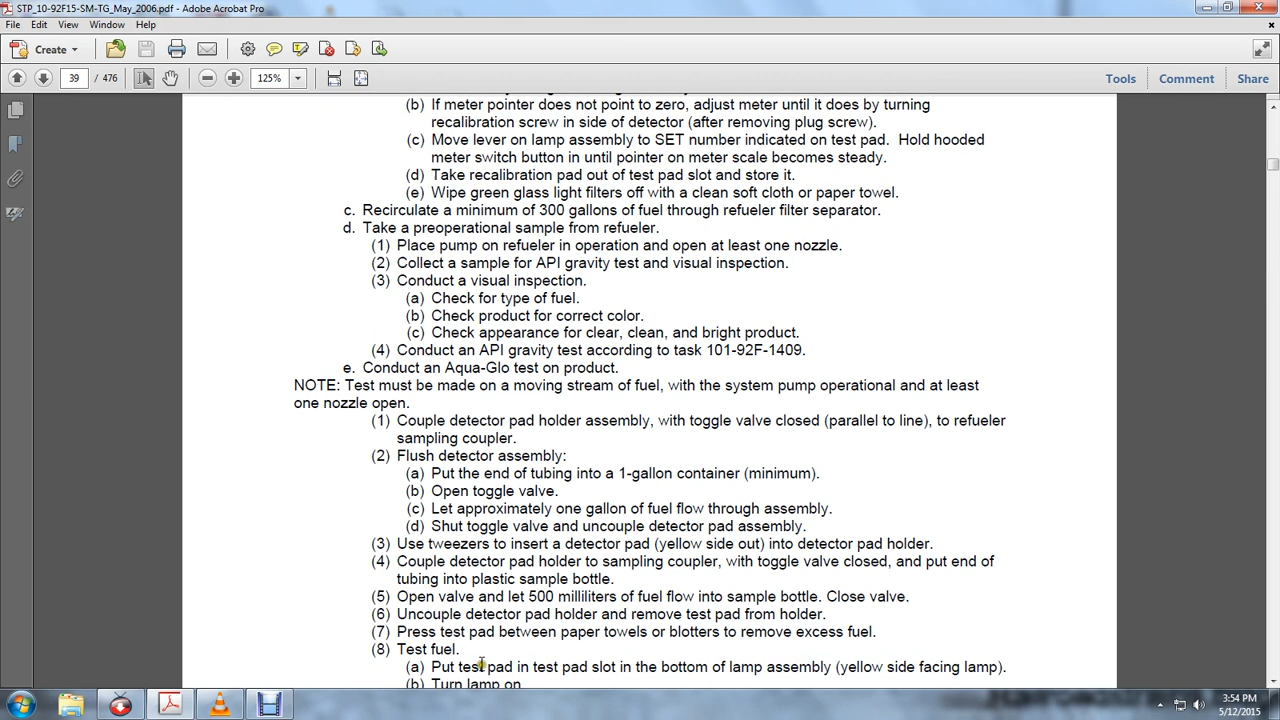 STP_10-92F15-SM-TG_May_2006.pdf - Adobe Acrobat Pro
File Edit View Window Help
Create
39 / 476 125% Tools Comment Share
(b) If meter pointer does not point to zero, adjust meter until it does by turning
recalibration screw in side of detector (after removing plug screw).
(c) Move lever on lamp assembly to SET number indicated on test pad. Hold hooded
meter switch button in until pointer on meter scale becomes steady.
(d) Take recalibration pad out of test pad slot and store it.
(e) Wipe green glass light filters off with a clean soft cloth or paper towel.
c. Recirculate a minimum of 300 gallons of fuel through refueler filter separator.
d. Take a preoperational sample from refueler.
(1) Place pump on refueler in operation and open at least one nozzle.
(2) Collect a sample for API gravity test and visual inspection.
(3) Conduct a visual inspection.
(a) Check for type of fuel.
(b) Check product for correct color.
(c) Check appearance for clear, clean, and bright product.
(4) Conduct an API gravity test according to task 101-92F-1409.
e. Conduct an Aqua-Glo test on product.
NOTE: Test must be made on a moving stream of fuel, with the system pump operational and at least
one nozzle open.
(1) Couple detector pad holder assembly, with toggle valve closed (parallel to line), to refueler
sampling coupler.
(2) Flush detector assembly:
(a) Put the end of tubing into a 1-gallon container (minimum).
(b) Open toggle valve.
(c) Let approximately one gallon of fuel flow through assembly.
(d) Shut toggle valve and uncouple detector pad assembly.
(3) Use tweezers to insert a detector pad (yellow side out) into detector pad holder.
(4) Couple detector pad holder to sampling coupler, with toggle valve closed, and put end of
tubing into plastic sample bottle.
(5) Open valve and let 500 milliliters of fuel flow into sample bottle. Close valve.
(6) Uncouple detector pad holder and remove test pad from holder.
(7) Press test pad between paper towels or blotters to remove excess fuel.
(8) Test fuel.
(a) Put test pad in test pad slot in the bottom of lamp assembly (yellow side facing lamp).
(b) Turn lamp on
3:54 PM
5/12/2015